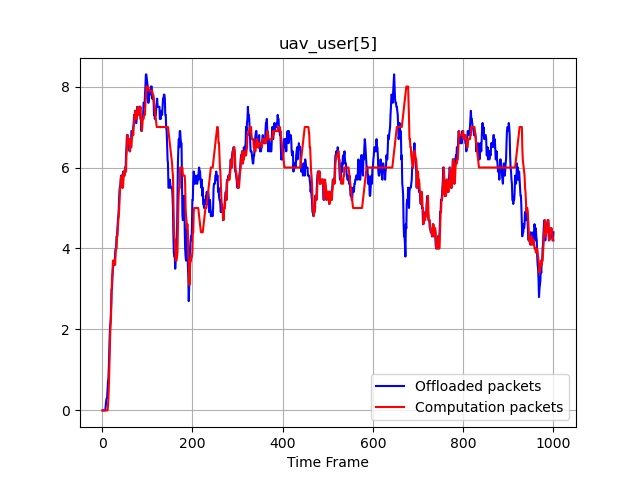 uav_user[5]
8
6
4
2
0
0 200 400 600 800 1000
Time Frame
Offloaded packets
Computation packets